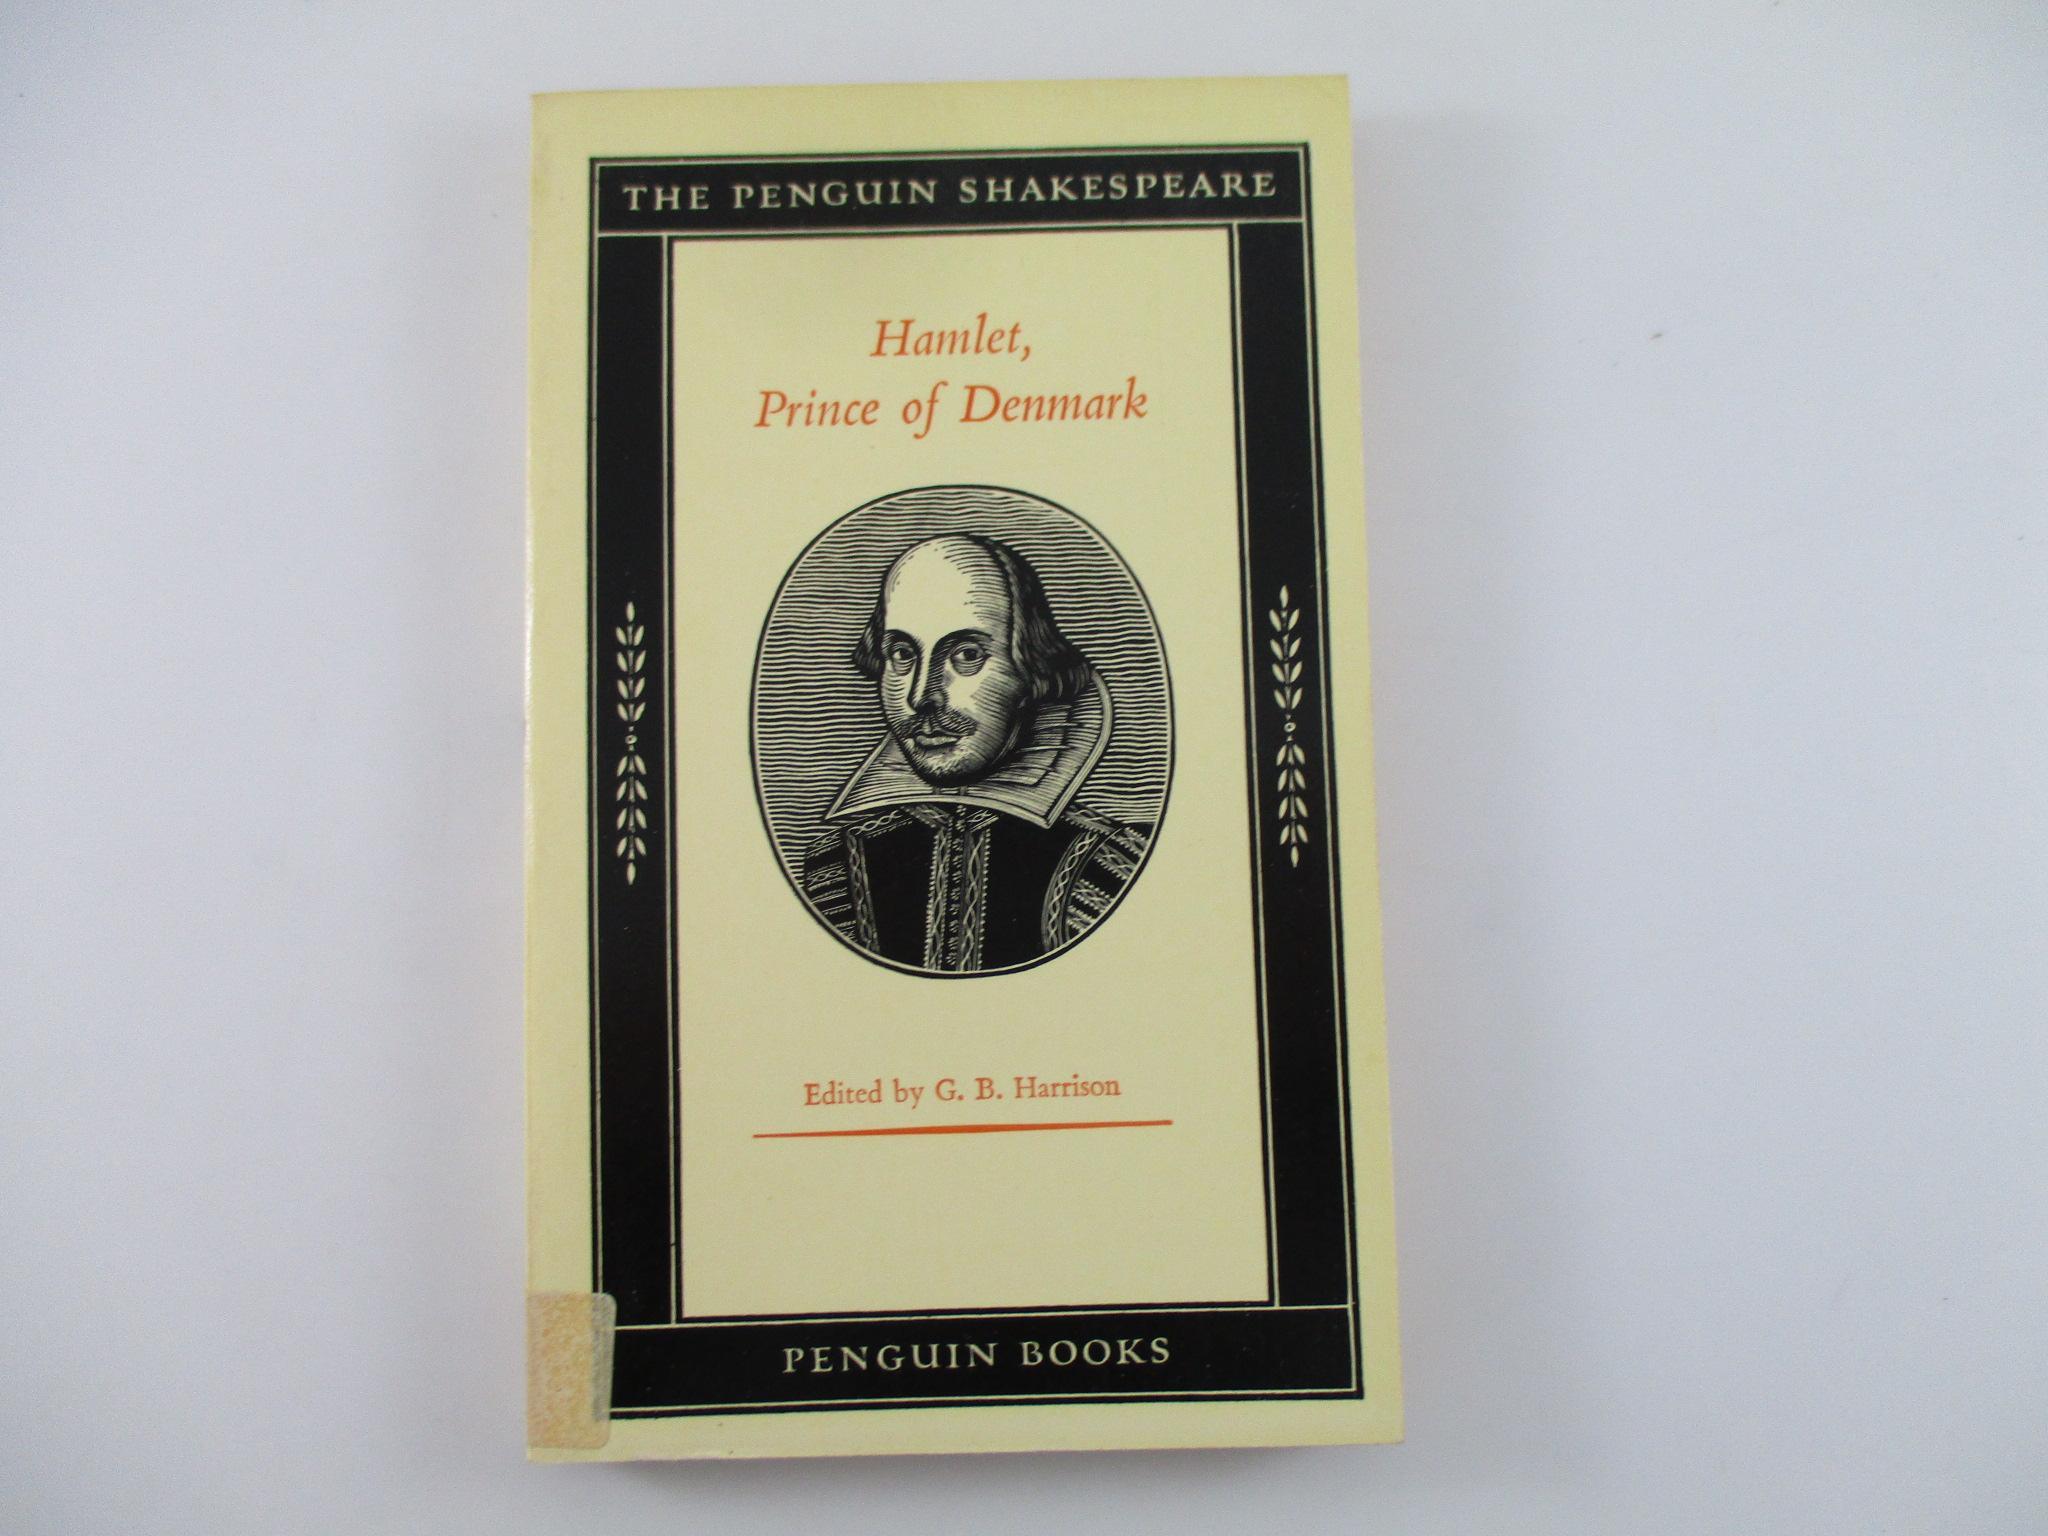 THE PENGUIN SHAKESPEARE
Hamlet,
Prince of Denmark
Edited by G. B. Harrison
PENGUIN BOOKS